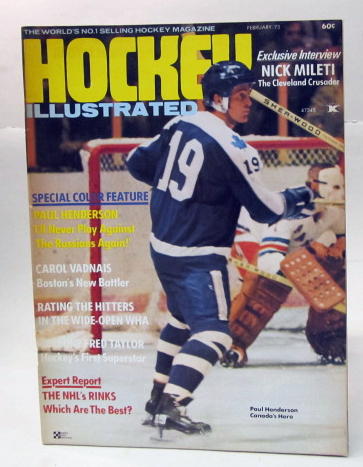 THE WORLD'S NO.1 SELLING HOCKEY MAGAZINE
FEBRUARY '73
60¢
HOCKEY
ILLUSTRATED
Exclusive Interview
NICK MILETI
The Cleveland Crusader
SHER-WOOD
47345
K
19
19
SPECIAL COLOR FEATURE
PAUL HENDERSON
I'll Never Play Against
The Russians Again!
CAROL VADNAIS
Boston's New Battler
RATING THE HITTERS
IN THE WIDE-OPEN WHA
FRED TAYLOR
Hockey's First Superstar
Expert Report
THE NHL'S RINKS
Which Are The Best?
Paul Henderson
Canada's Hero